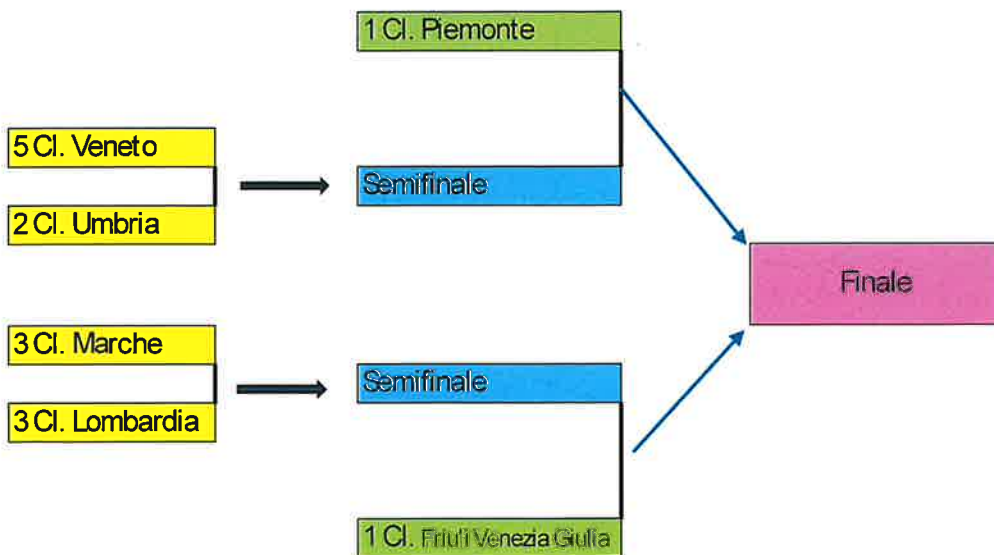 1 Cl. Piemonte
5 Cl. Veneto
Semifinale
2 Cl. Umbria
Finale
3 Cl. Marche
Semifinale
3 Cl. Lombardia
1 Cl. Friuli Venezia Giulia